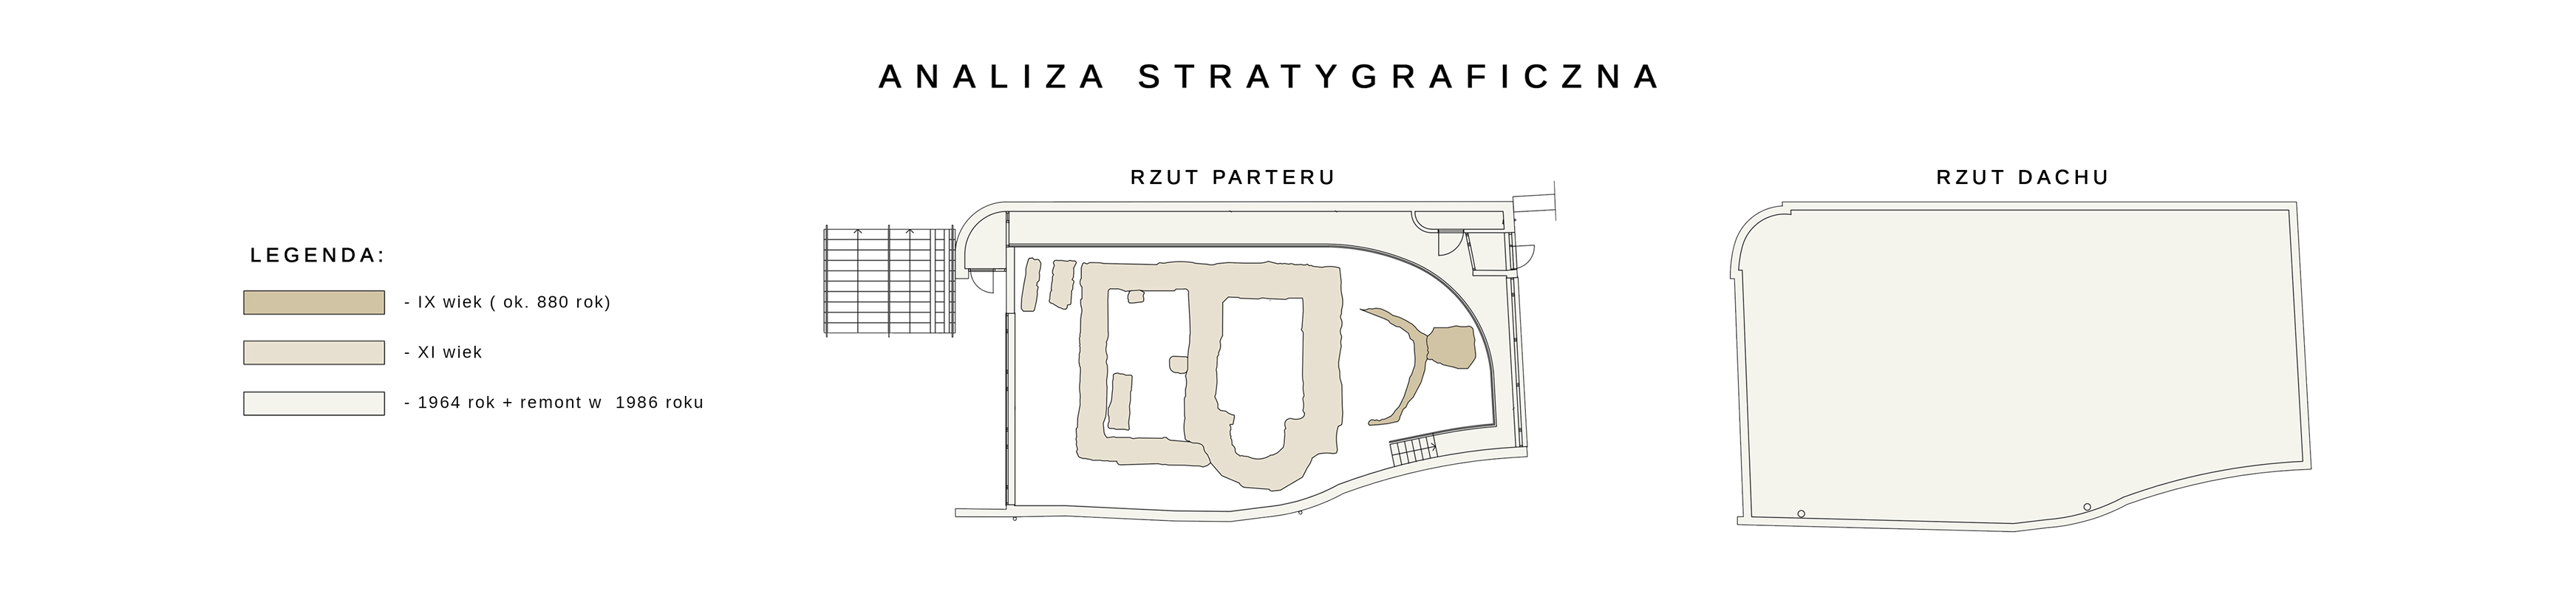 ANALIZA STRATYGRAFICZNA
RZUT PARTERU
RZUT DACHU
LEGENDA:
- IX wiek ( ok. 880 rok)
- XI wiek
- 1964 rok + remont w  1986 roku